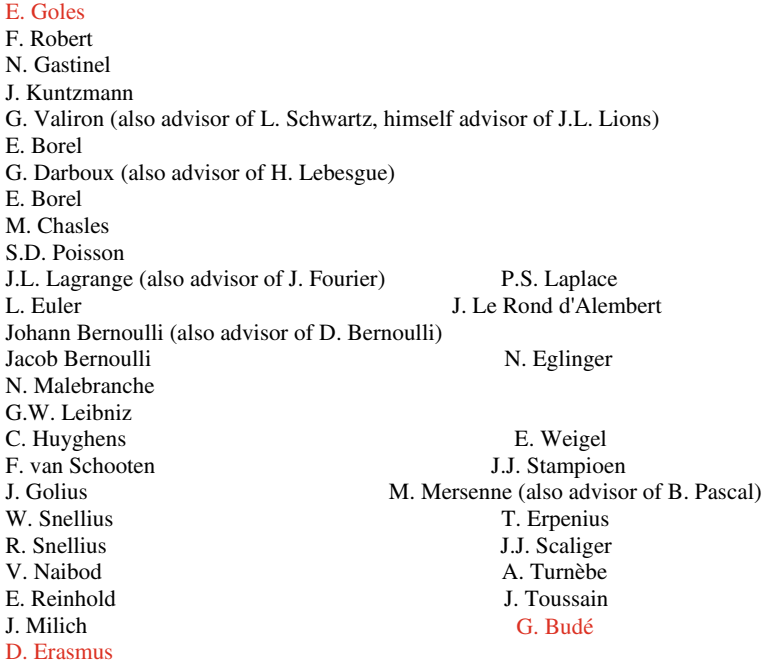 E. Goles
F. Robert
N. Gastinel
J. Kuntzmann
G. Valiron (also advisor of L. Schwartz, himself advisor of J.L. Lions)
E. Borel
G. Darboux (also advisor of H. Lebesgue)
E. Borel
M. Chasles
S.D. Poisson
J.L. Lagrange (also advisor of J. Fourier) P.S. Laplace
L. Euler J. Le Rond d'Alembert
Johann Bernoulli (also advisor of D. Bernoulli)
Jacob Bernoulli N. Eglinger
N. Malebranche
G.W. Leibniz
C. Huyghens E. Weigel
F. van Schooten J.J. Stampioen
J. Golius M. Mersenne (also advisor of B. Pascal)
W. Snellius T. Erpenius
R. Snellius J.J. Scaliger
V. Naibod A. Turnèbe
E. Reinhold J. Toussain
J. Milich G. Budé
D. Erasmus